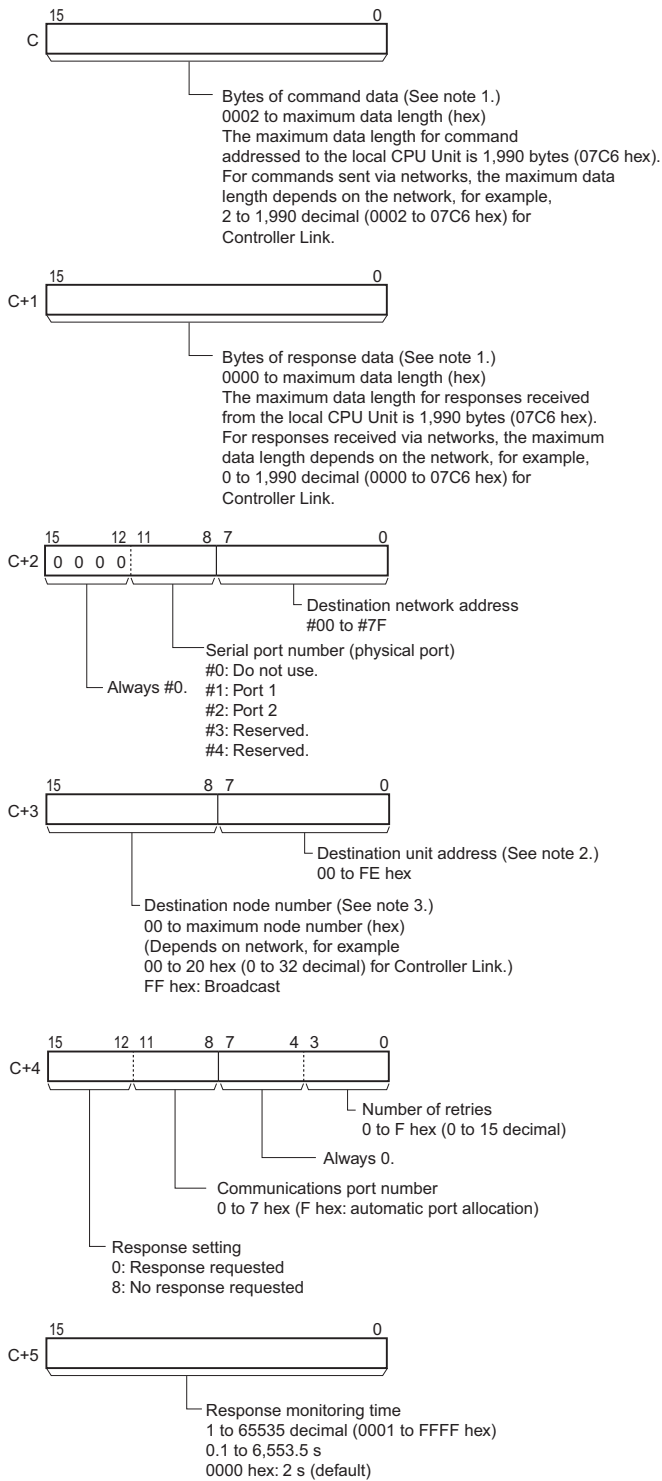 15 0
C
Bytes of command data (See note 1.)
0002 to maximum data length (hex)
The maximum data length for command
addressed to the local CPU Unit is 1,990 bytes (07C6 hex).
For commands sent via networks, the maximum data
length depends on the network, for example,
2 to 1,990 decimal (0002 to 07C6 hex) for
Controller Link.
15 0
C+1
Bytes of response data (See note 1.)
0000 to maximum data length (hex)
The maximum data length for responses received
from the local CPU Unit is 1,990 bytes (07C6 hex).
For responses received via networks, the maximum
data length depends on the network, for example,
0 to 1,990 decimal (0000 to 07C6 hex) for
Controller Link.
15 12 11 8 7 0
C+2 0 0 0 0
Destination network address
#00 to #7F
Serial port number (physical port)
#0: Do not use.
#1: Port 1
#2: Port 2
#3: Reserved.
#4: Reserved.
Always #0.
15 8 7 0
C+3
Destination unit address (See note 2.)
00 to FE hex
Destination node number (See note 3.)
00 to maximum node number (hex)
(Depends on network, for example
00 to 20 hex (0 to 32 decimal) for Controller Link.)
FF hex: Broadcast
15 12 11 8 7 4 3 0
C+4
Number of retries
0 to F hex (0 to 15 decimal)
Always 0.
Communications port number
0 to 7 hex (F hex: automatic port allocation)
Response setting
0: Response requested
8: No response requested
15 0
C+5
Response monitoring time
1 to 65535 decimal (0001 to FFFF hex)
0.1 to 6,553.5 s
0000 hex: 2 s (default)